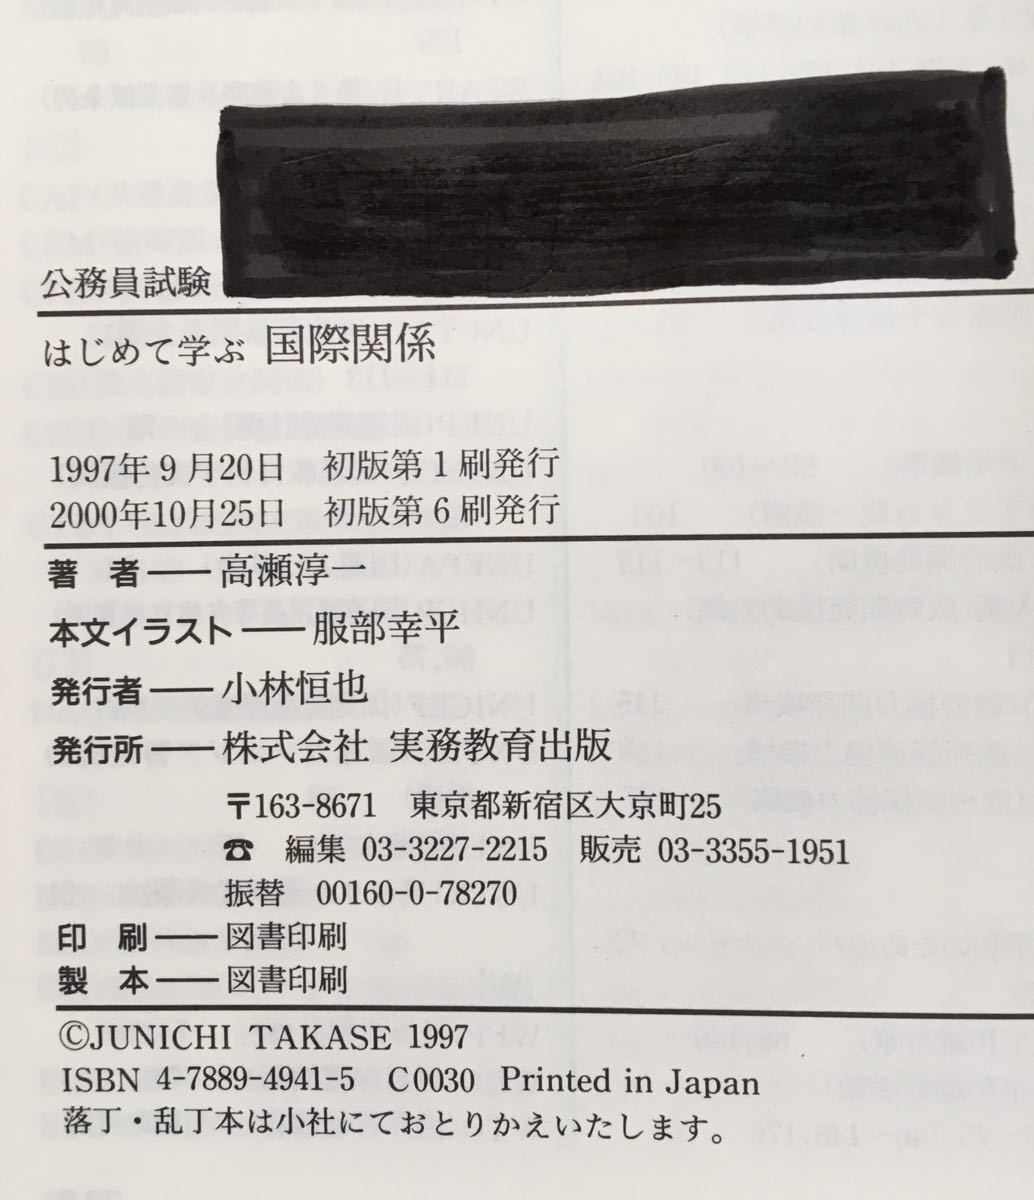 公務員試験
はじめて学ぶ 国際関係
1997年9月20日 初版第1刷発行
2000年10月25日 初版第6刷発行
著 者――高瀬淳一
本文イラスト――服部幸平
発行者――小林恒也
発行所――株式会社 実務教育出版
〒163-8671 東京都新宿区大京町25
☎ 編集 03-3227-2215 販売 03-3355-1951
振替 00160-0-78270
印 刷――図書印刷
製 本――図書印刷
©JUNICHI TAKASE 1997
ISBN 4-7889-4941-5 C0030 Printed in Japan
落丁・乱丁本は小社にておとりかえいたします。